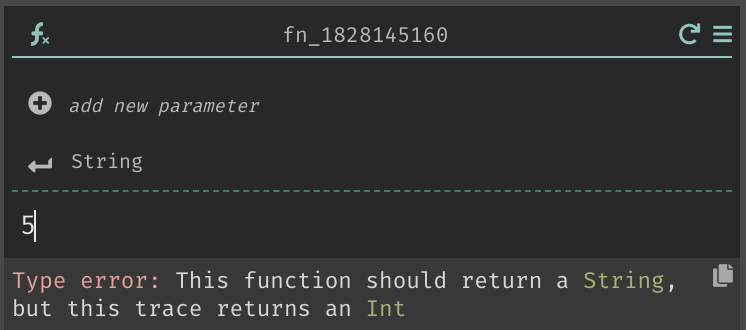 fn_1828145160
add new parameter
String
5
Type error: This function should return a String,
but this trace returns an Int